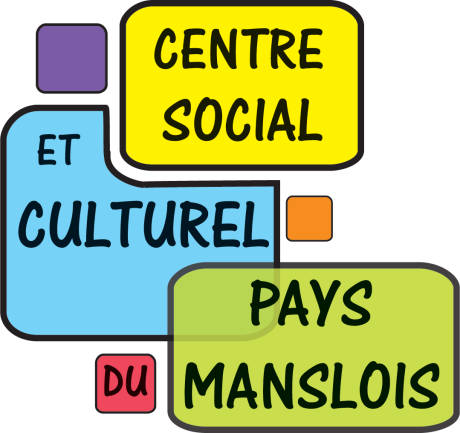 CENTRE
SOCIAL
ET
CULTUREL
PAYS
DU MANSLOIS